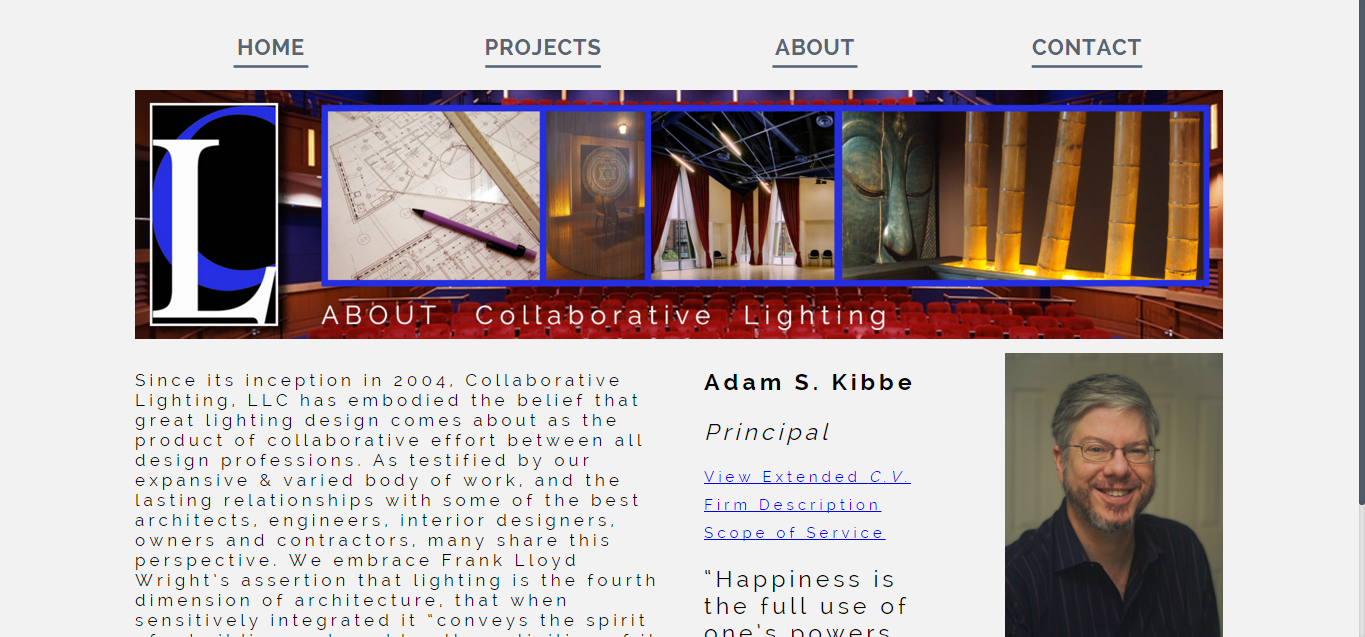 HOME PROJECTS ABOUT CONTACT
LC
ABOUT Collaborative Lighting
Since its inception in 2004, Collaborative
Lighting, LLC has embodied the belief that
great lighting design comes about as the
product of collaborative effort between all
design professions. As testified by our
expansive & varied body of work, and the
lasting relationships with some of the best
architects, engineers, interior designers,
owners and contractors, many share this
perspective. We embrace Frank Lloyd
Wright's assertion that lighting is the fourth
dimension of architecture, that when
sensitively integrated it “conveys the spirit
Adam S. Kibbe
Principal
View Extended C.V.
Firm Description
Scope of Service
“Happiness is
the full use of
one's powers